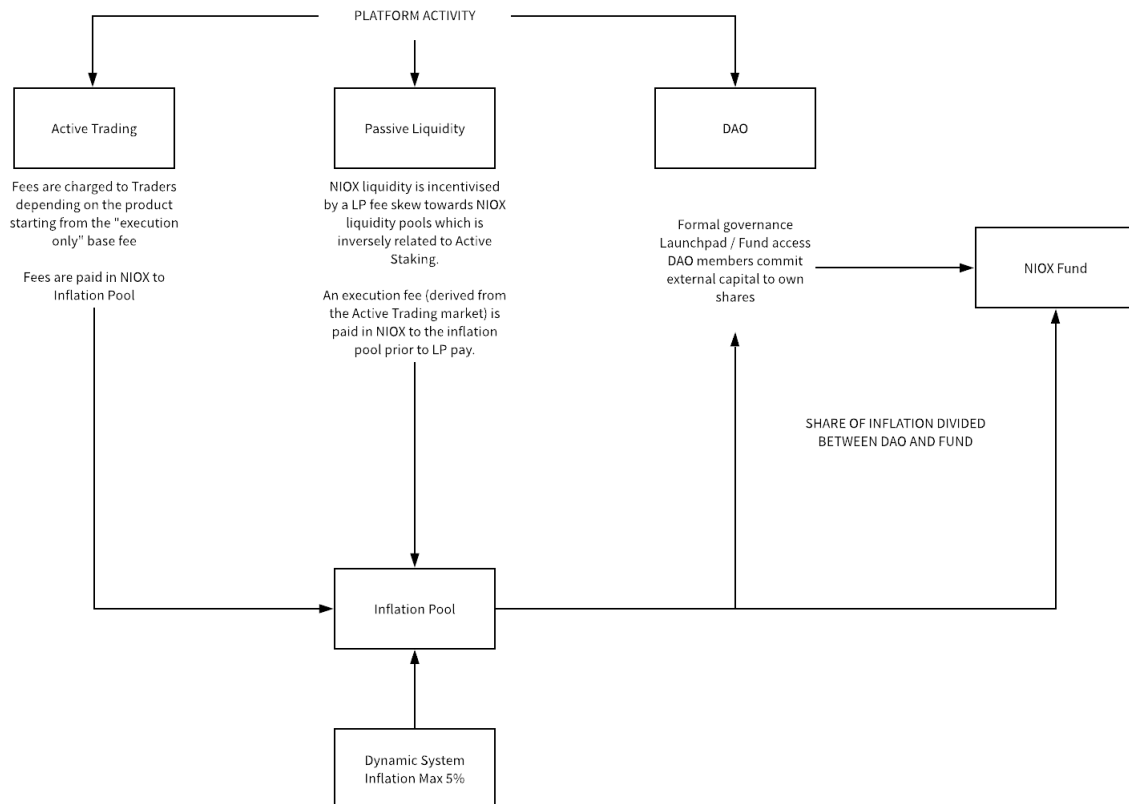 PLATFORM ACTIVITY
Active Trading
Passive Liquidity
DAO
Fees are charged to Traders
depending on the product
starting from the "execution
only" base fee
Fees are paid in NIOX to
Inflation Pool
NIOX liquidity is incentivised
by a LP fee skew towards NIOX
liquidity pools which is
inversely related to Active
Staking.
An execution fee (derived from
the Active Trading market) is
paid in NIOX to the inflation
pool prior to LP pay.
Formal governance
Launchpad / Fund access
DAO members commit
external capital to own
shares
NIOX Fund
SHARE OF INFLATION DIVIDED
BETWEEN DAO AND FUND
Inflation Pool
Dynamic System
Inflation Max 5%